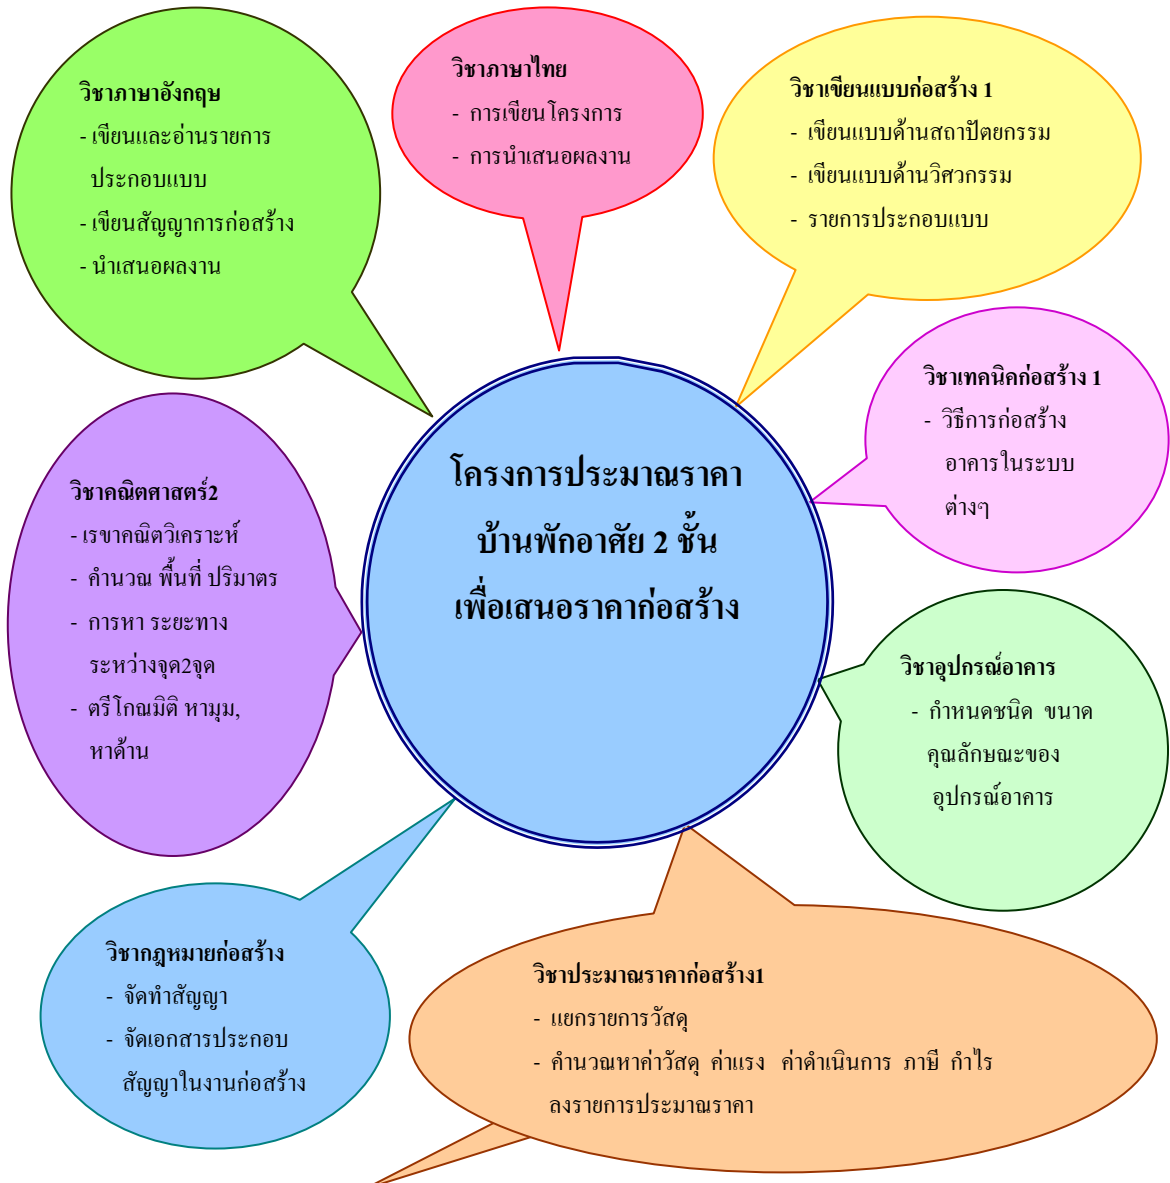 วิชาภาษาอังกฤษ
- เขียนและอ่านรายการ
ประกอบแบบ
- เขียนสัญญาการก่อสร้าง
- นำเสนอผลงาน
วิชาภาษาไทย
- การเขียนโครงการ
- การนำเสนอผลงาน
วิชาเขียนแบบก่อสร้าง 1
- เขียนแบบด้านสถาปัตยกรรม
- เขียนแบบด้านวิศวกรรม
- รายการประกอบแบบ
วิชาเทคนิคก่อสร้าง 1
- วิธีการก่อสร้าง
อาคารในระบบ
ต่างๆ
โครงการประมาณราคา
บ้านพักอาศัย 2 ชั้น
เพื่อเสนอราคาก่อสร้าง
วิชาคณิตศาสตร์2
- เรขาคณิตวิเคราะห์
- คำนวณ พื้นที่ ปริมาตร
- การหา ระยะทาง
ระหว่างจุด2จุด
- ตรีโกณมิติ หามุม,
หาด้าน
วิชาอุปกรณ์อาคาร
- กำหนดชนิด ขนาด
คุณลักษณะของ
อุปกรณ์อาคาร
วิชากฎหมายก่อสร้าง
- จัดทำสัญญา
- จัดเอกสารประกอบ
สัญญาในงานก่อสร้าง
วิชาประมาณราคาก่อสร้าง1
- แยกรายการวัสดุ
- คำนวณหาค่าวัสดุ ค่าแรง ค่าดำเนินการ ภาษี กำไร
ลงรายการประมาณราคา